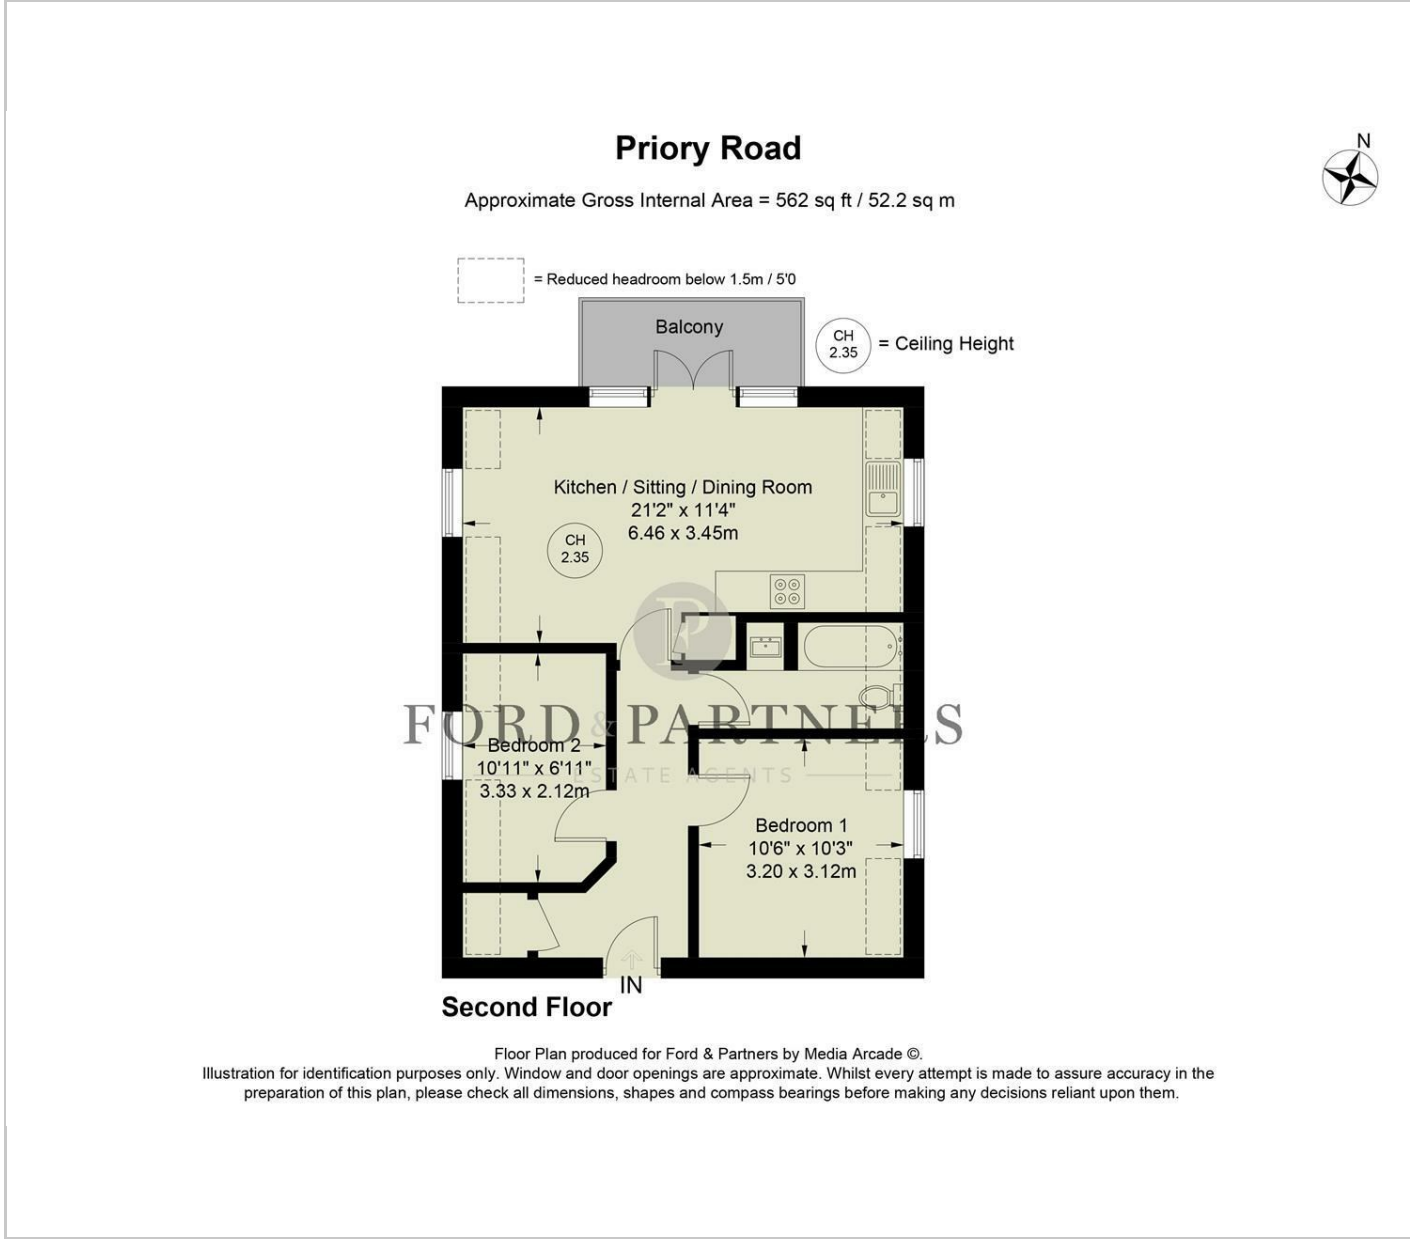 Priory Road
N
Approximate Gross Internal Area = 562 sq ft / 52.2 sq m
= Reduced headroom below 1.5m / 5'0
Balcony
CH
2.35
= Ceiling Height
Kitchen / Sitting / Dining Room
21'2" x 11'4"
6.46 x 3.45m
CH
2.35
FP
FORD & PARTNERS
ESTATE AGENTS
Bedroom 2
10'11" x 6'11"
3.33 x 2.12m
Bedroom 1
10'6" x 10'3"
3.20 x 3.12m
IN
Second Floor
Floor Plan produced for Ford & Partners by Media Arcade ©.
Illustration for identification purposes only. Window and door openings are approximate. Whilst every attempt is made to assure accuracy in the
preparation of this plan, please check all dimensions, shapes and compass bearings before making any decisions reliant upon them.